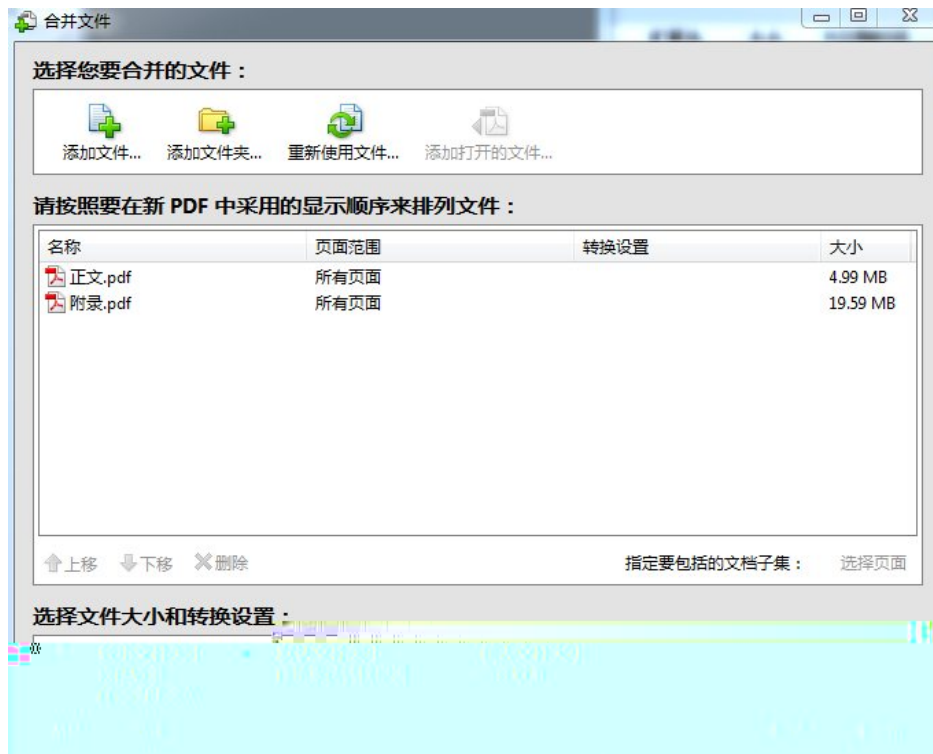 合并文件
选择您要合并的文件：
添加文件... 添加文件夹... 重新使用文件... 添加打开的文件...
请按照要在新 PDF 中采用的显示顺序来排列文件：
名称 页面范围 转换设置 大小
正文.pdf 所有页面 4.99 MB
附录.pdf 所有页面 19.59 MB
上移 下移 删除 指定要包括的文档子集： 选择页面
选择文件大小和转换设置：